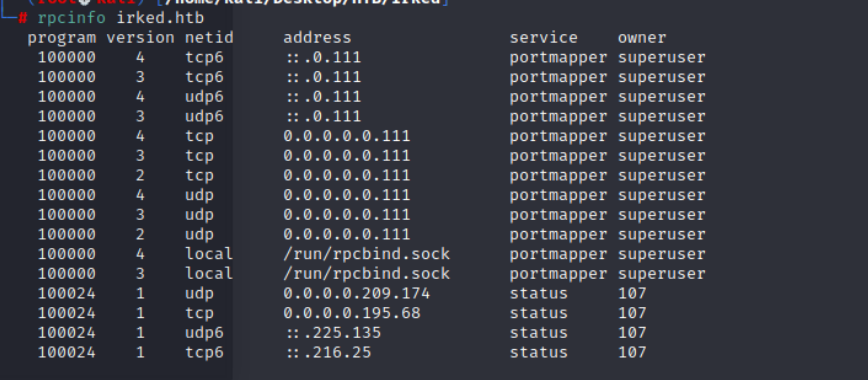 (root kali) [/home/kali/Desktop/HTB/irked]
# rpcinfo irked.htb
program version netid address service owner
100000 4 tcp6 ::.0.111 portmapper superuser
100000 3 tcp6 ::.0.111 portmapper superuser
100000 4 udp6 ::.0.111 portmapper superuser
100000 3 udp6 ::.0.111 portmapper superuser
100000 4 tcp 0.0.0.0.0.111 portmapper superuser
100000 3 tcp 0.0.0.0.0.111 portmapper superuser
100000 2 tcp 0.0.0.0.0.111 portmapper superuser
100000 4 udp 0.0.0.0.0.111 portmapper superuser
100000 3 udp 0.0.0.0.0.111 portmapper superuser
100000 2 udp 0.0.0.0.0.111 portmapper superuser
100000 4 local /run/rpcbind.sock portmapper superuser
100000 3 local /run/rpcbind.sock portmapper superuser
100024 1 udp 0.0.0.0.209.174 status 107
100024 1 tcp 0.0.0.0.195.68 status 107
100024 1 udp6 ::.225.135 status 107
100024 1 tcp6 ::.216.25 status 107